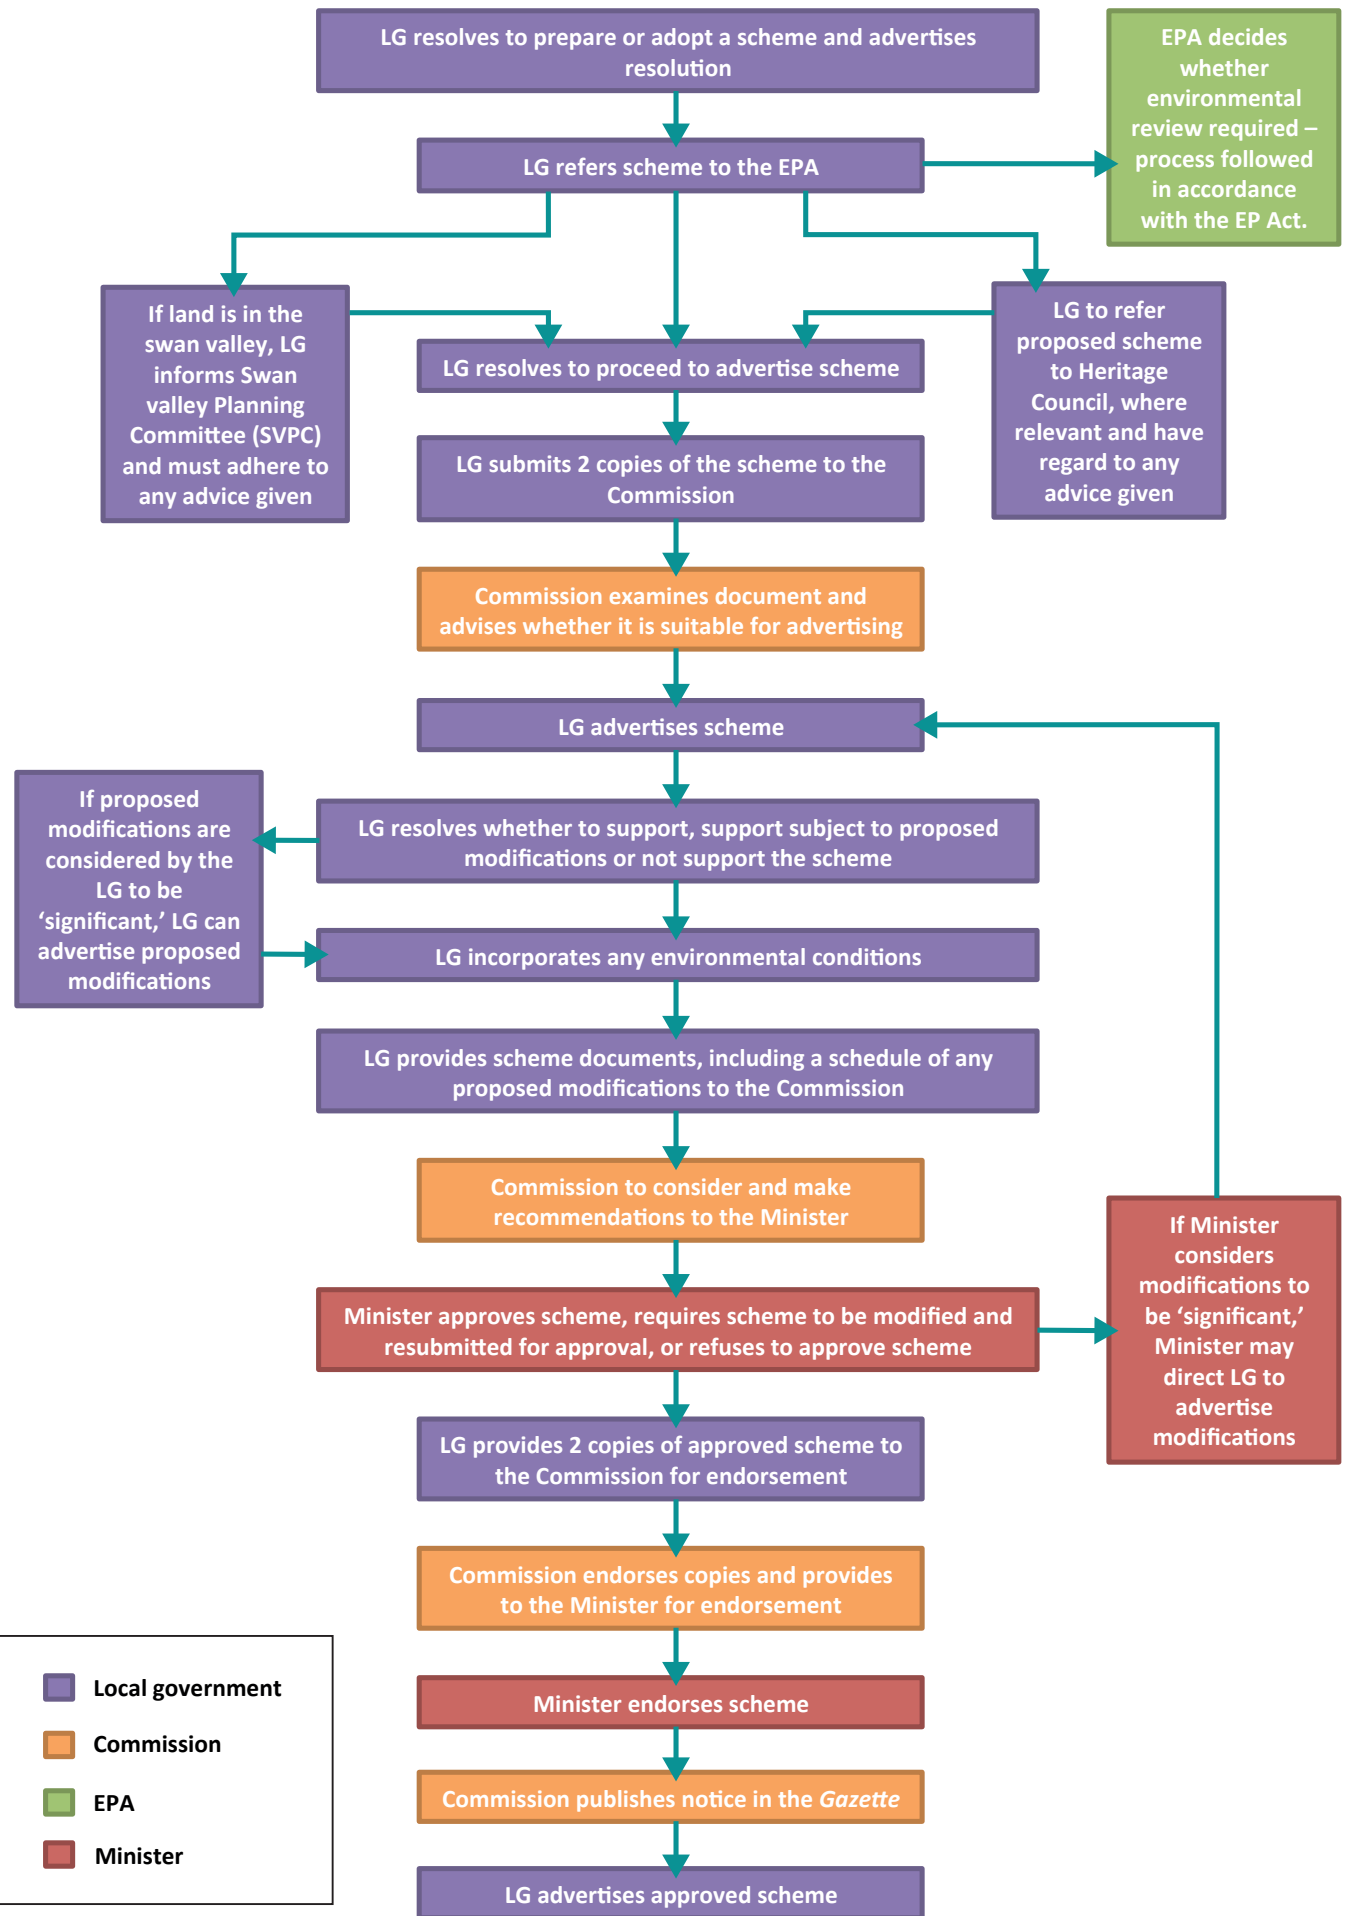 LG resolves to prepare or adopt a scheme and advertises
resolution
EPA decides
whether
environmental
review required –
process followed
in accordance
with the EP Act.
LG refers scheme to the EPA
If land is in the
swan valley, LG
informs Swan
valley Planning
Committee (SVPC)
and must adhere to
any advice given
LG to refer
proposed scheme
to Heritage
Council, where
relevant and have
regard to any
advice given
LG resolves to proceed to advertise scheme
LG submits 2 copies of the scheme to the
Commission
Commission examines document and
advises whether it is suitable for advertising
LG advertises scheme
If proposed
modifications are
considered by the
LG to be
‘significant,’ LG can
advertise proposed
modifications
LG resolves whether to support, support subject to proposed
modifications or not support the scheme
LG incorporates any environmental conditions
LG provides scheme documents, including a schedule of any
proposed modifications to the Commission
Commission to consider and make
recommendations to the Minister
Minister approves scheme, requires scheme to be modified and
resubmitted for approval, or refuses to approve scheme
If Minister
considers
modifications to
be ‘significant,’
Minister may
direct LG to
advertise
modifications
LG provides 2 copies of approved scheme to
the Commission for endorsement
Commission endorses copies and provides
to the Minister for endorsement
Minister endorses scheme
Commission publishes notice in the Gazette
LG advertises approved scheme
Local government
Commission
EPA
Minister